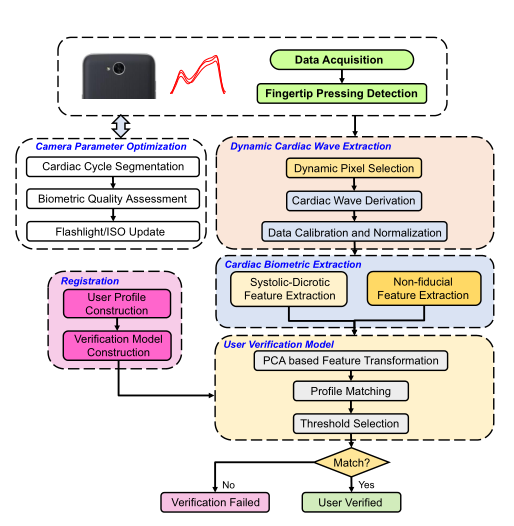 Data Acquisition
Fingertip Pressing Detection
Camera Parameter Optimization
Cardiac Cycle Segmentation
Biometric Quality Assessment
Flashlight/ISO Update
Dynamic Cardiac Wave Extraction
Dynamic Pixel Selection
Cardiac Wave Derivation
Data Calibration and Normalization
Cardiac Biometric Extraction
Systolic-Dicrotic
Feature Extraction
Non-fiducial
Feature Extraction
Registration
User Profile
Construction
Verification Model
Construction
User Verification Model
PCA based Feature Transformation
Profile Matching
Threshold Selection
Match?
No
Yes
Verification Failed
User Verified